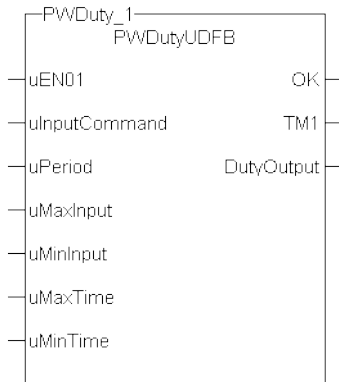 PWDuty_1
PWDutyUDFB
uEN01 OK
uInputCommand TM1
uPeriod DutyOutput
uMaxInput
uMinInput
uMaxTime
uMinTime